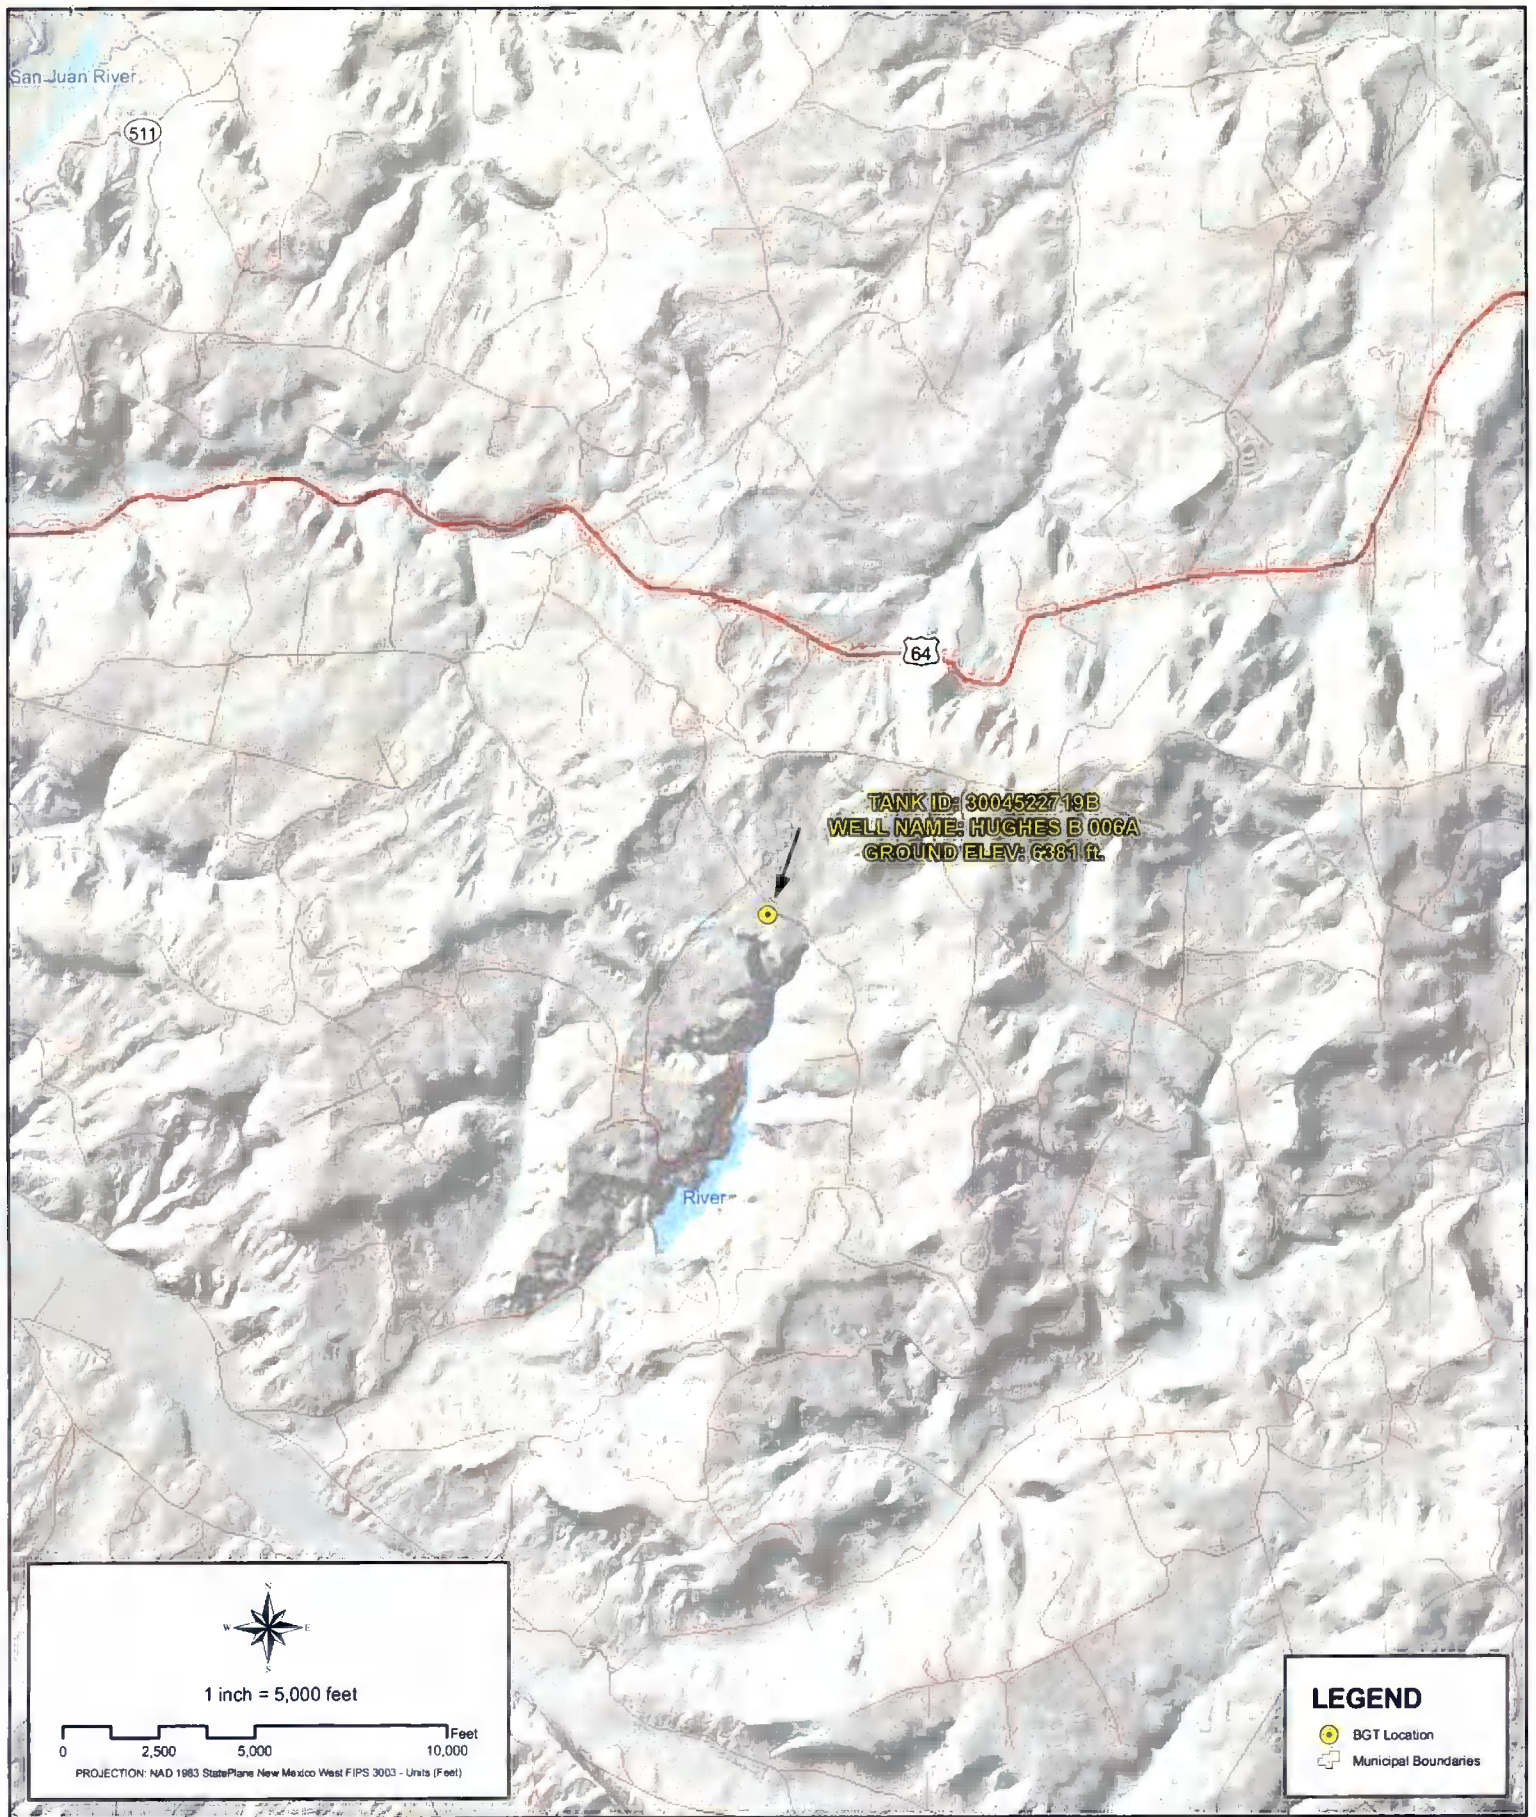 San Juan River
511
64
TANK ID: 3004522719B
WELL NAME: HUGHES B 006A
GROUND ELEV: 6381 ft.
River
N
W E
S
1 inch = 5,000 feet
Feet
0 2,500 5,000 10,000
PROJECTION: NAD 1983 StatePlane New Mexico West FIPS 3003 - Units (Feet)
LEGEND
BGT Location
Municipal Boundaries